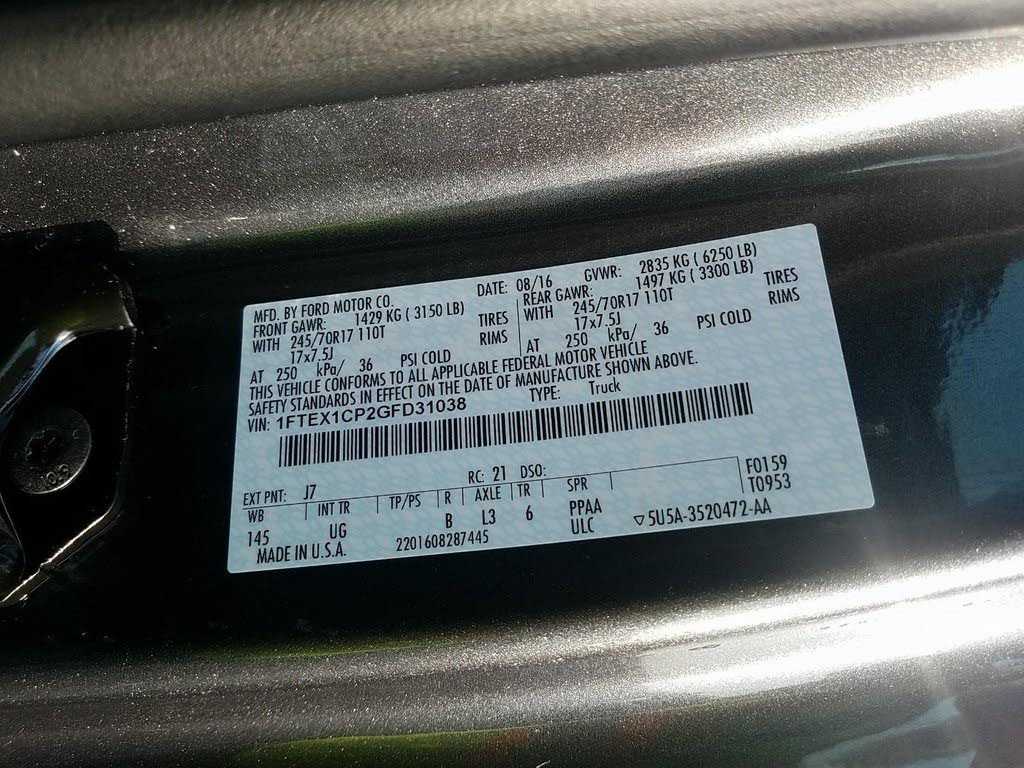 MFD. BY FORD MOTOR CO. DATE: 08/16 GVWR: 2835 KG ( 6250 LB)
FRONT GAWR: 1429 KG ( 3150 LB) REAR GAWR: 1497 KG ( 3300 LB)
WITH 245/70R17 110T TIRES WITH 245/70R17 110T TIRES
17x7.5J RIMS 17x7.5J RIMS
AT 250 kPa/ 36 PSI COLD AT 250 kPa/ 36 PSI COLD
THIS VEHICLE CONFORMS TO ALL APPLICABLE FEDERAL MOTOR VEHICLE
SAFETY STANDARDS IN EFFECT ON THE DATE OF MANUFACTURE SHOWN ABOVE.
VIN: 1FTEX1CP2GFD31038 TYPE: Truck
EXT PNT: J7 RC: 21 DSO: F0159
WB INT TR TP/PS R AXLE TR SPR T0953
145 UG B L3 6 PPAA
ULC ▽5U5A-3520472-AA
MADE IN U.S.A. 2201608287445